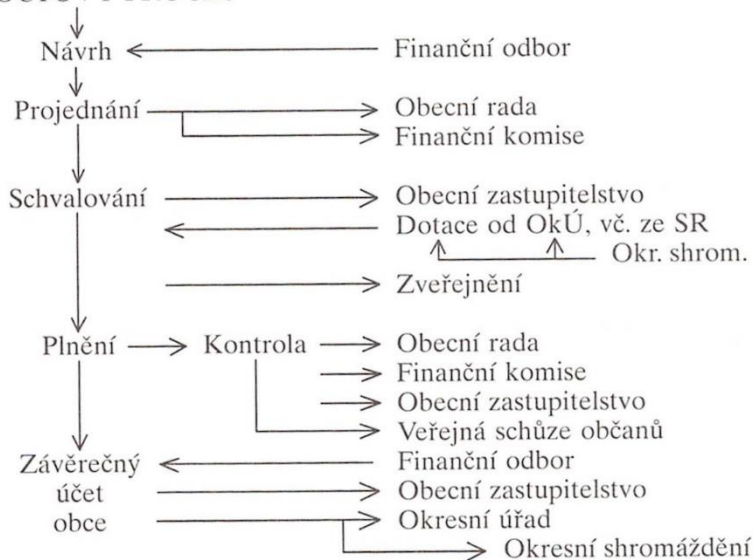 Návrh Finanční odbor
Projednání Obecní rada
Finanční komise
Schvalování Obecní zastupitelstvo
Dotace od OkÚ, vč. ze SR
Okr. shrom.
Zveřejnění
Plnění Kontrola Obecní rada
Finanční komise
Obecní zastupitelstvo
Veřejná schůze občanů
Závěrečný Finanční odbor
účet Obecní zastupitelstvo
obce Okresní úřad
Okresní shromáždění